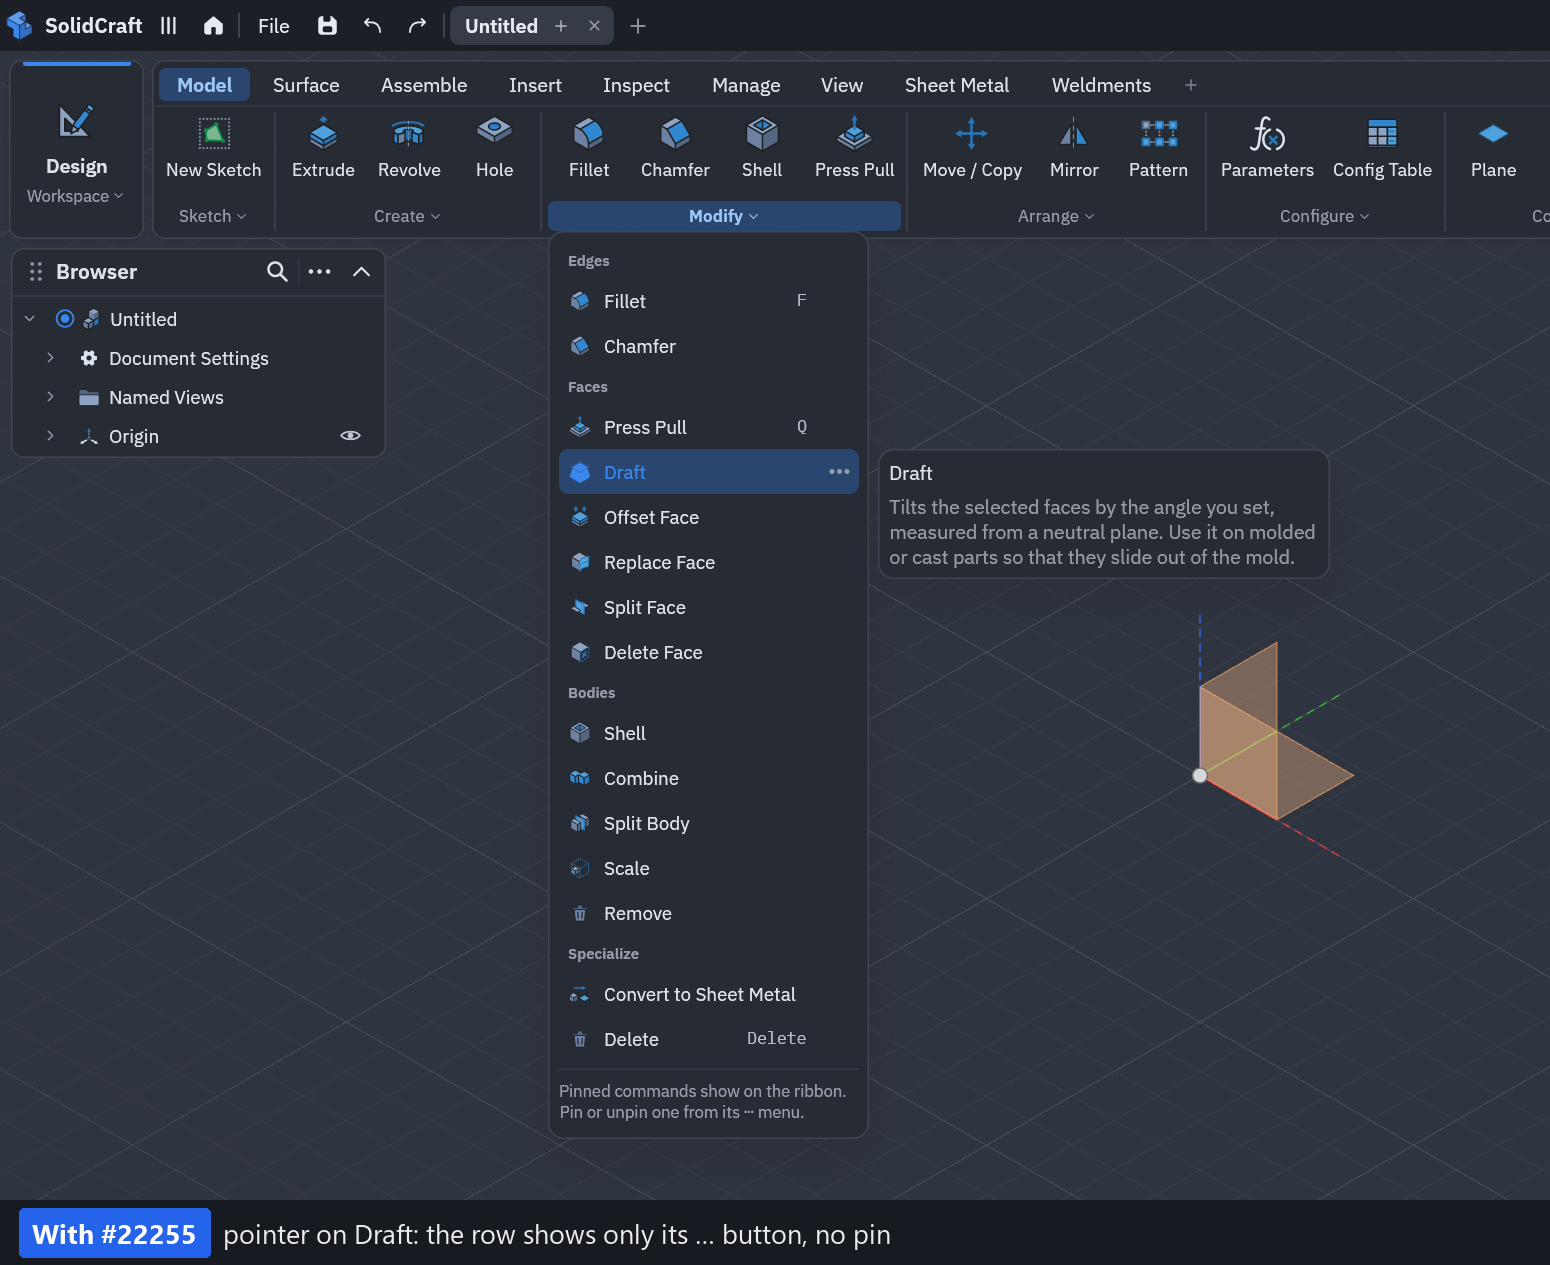 SolidCraft File Untitled
Model Surface Assemble Insert Inspect Manage View Sheet Metal Weldments
Design
Workspace
New Sketch Extrude Revolve Hole Fillet Chamfer Shell Press Pull Move / Copy Mirror Pattern Parameters Config Table Plane
Sketch Create Modify Arrange Configure Co
Browser
Untitled
Document Settings
Named Views
Origin
Edges
Fillet F
Chamfer
Faces
Press Pull Q
Draft
Offset Face
Replace Face
Split Face
Delete Face
Bodies
Shell
Combine
Split Body
Scale
Remove
Specialize
Convert to Sheet Metal
Delete Delete
Pinned commands show on the ribbon.
Pin or unpin one from its ··· menu.
Draft
Tilts the selected faces by the angle you set,
measured from a neutral plane. Use it on molded
or cast parts so that they slide out of the mold.
With #22255 pointer on Draft: the row shows only its ... button, no pin